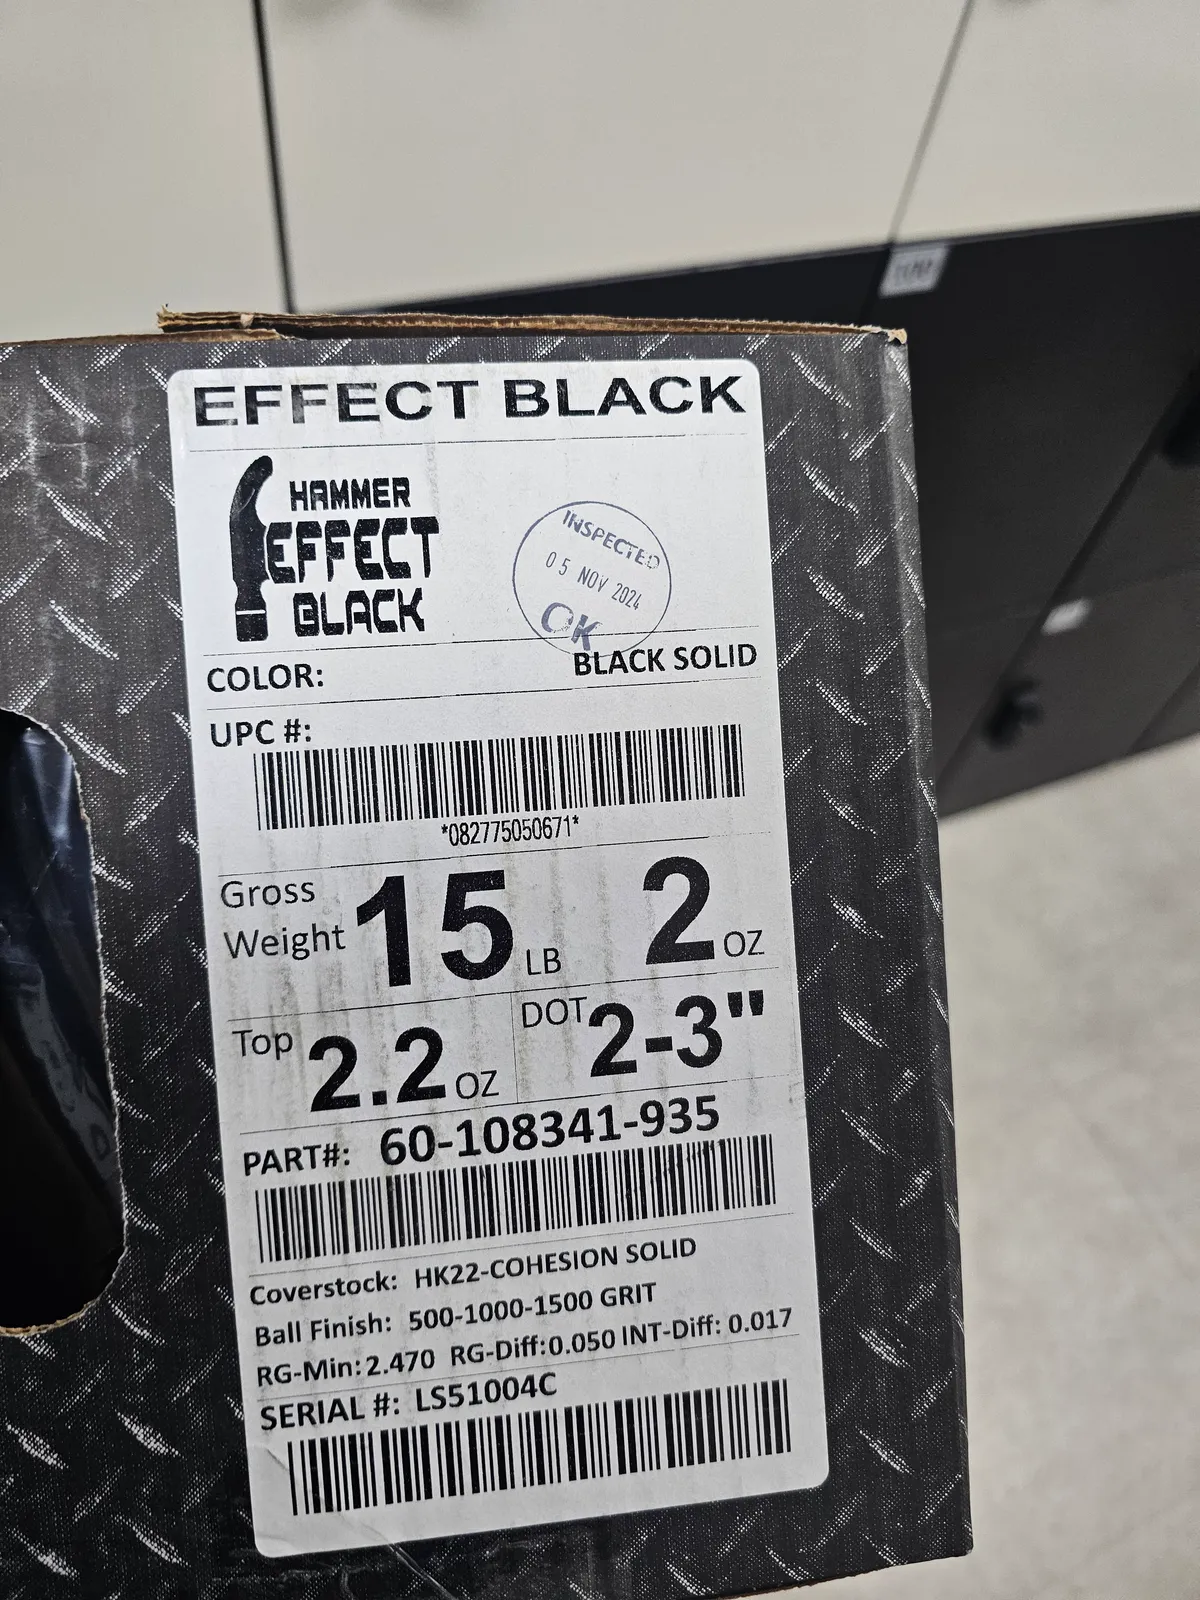 EFFECT BLACK
HAMMER
EFFECT
BLACK
INSPECTED
05 NOV 2024
OK
COLOR: BLACK SOLID
UPC #:
*082775050671*
Gross Weight 15 LB 2 OZ
Top 2.2 OZ DOT 2-3"
PART#: 60-108341-935
Coverstock: HK22-COHESION SOLID
Ball Finish: 500-1000-1500 GRIT
RG-Min: 2.470 RG-Diff: 0.050 INT-Diff: 0.017
SERIAL #: LS51004C